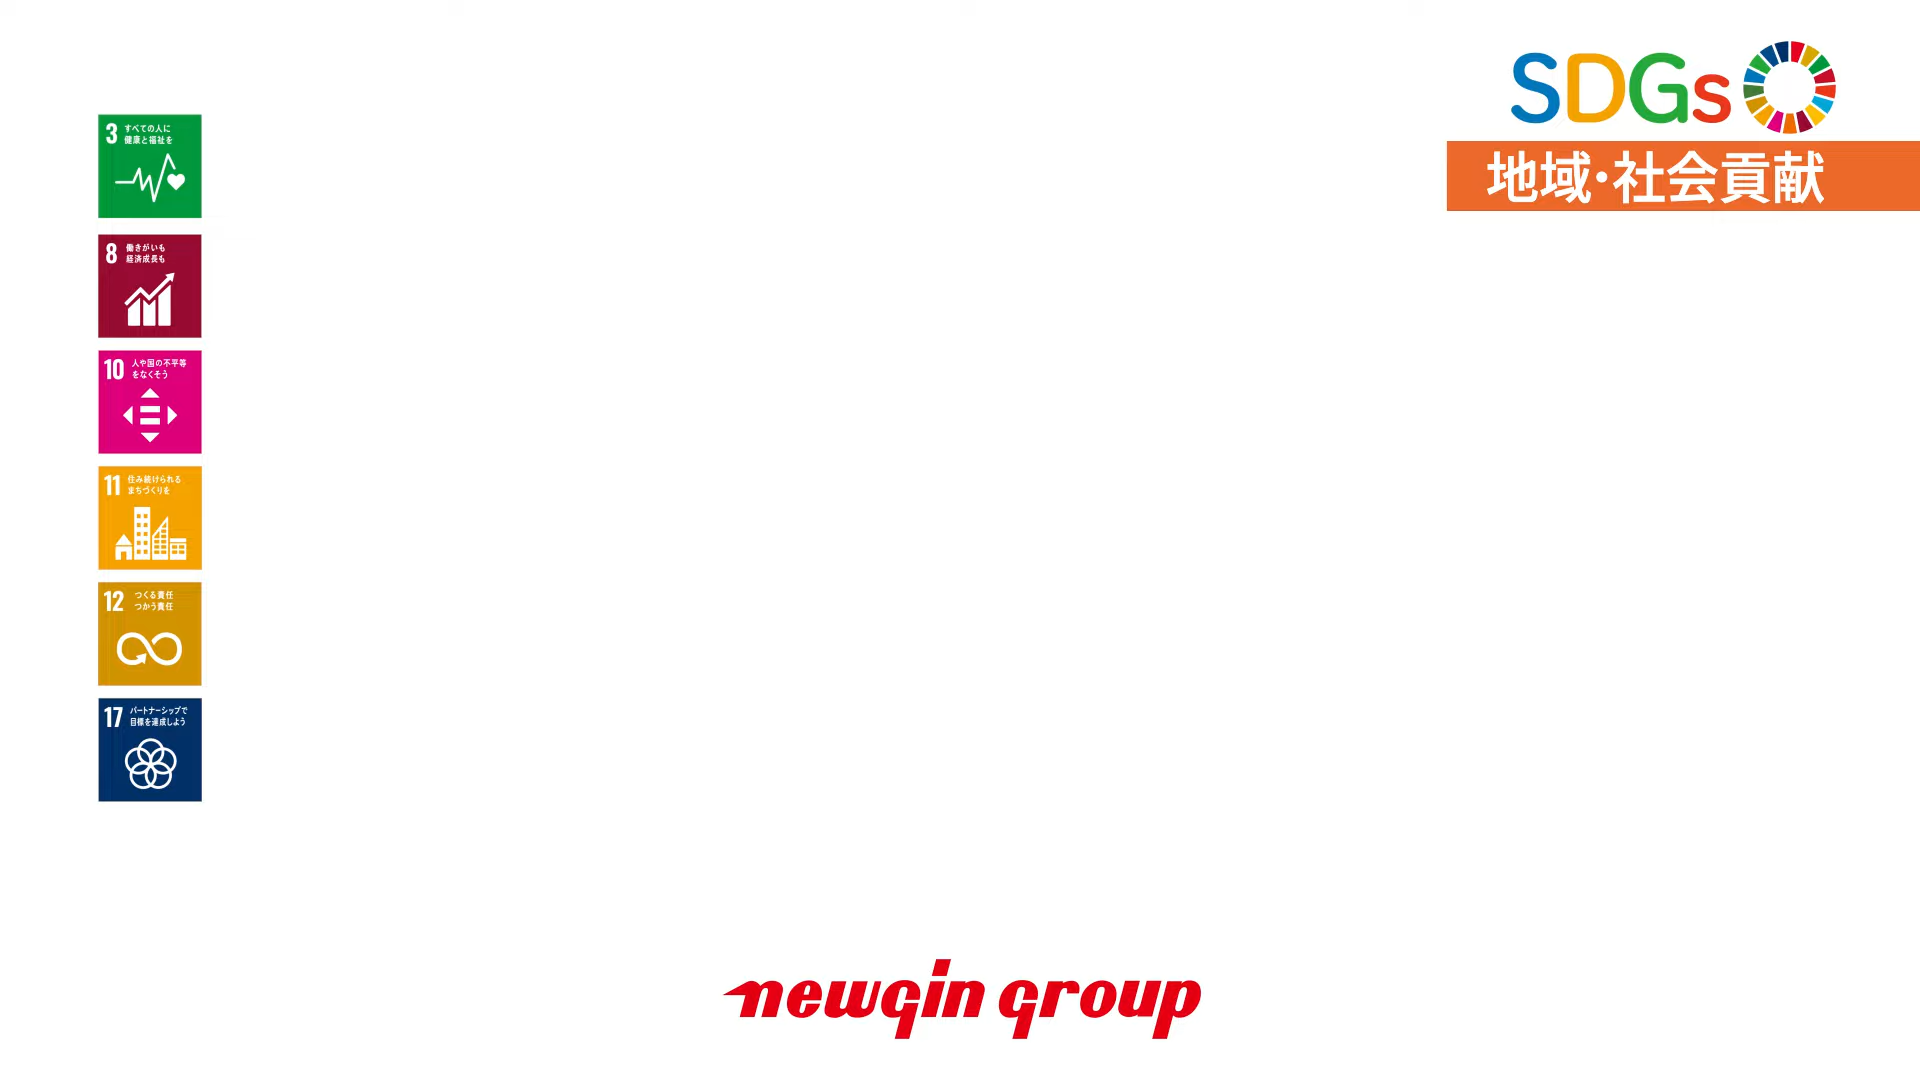 SDGs
地域・社会貢献
3 すべての人に
健康と福祉を
8 働きがいも
経済成長も
10 人や国の不平等
をなくそう
11 住み続けられる
まちづくりを
12 つくる責任
つかう責任
17 パートナーシップで
目標を達成しよう
newgin group